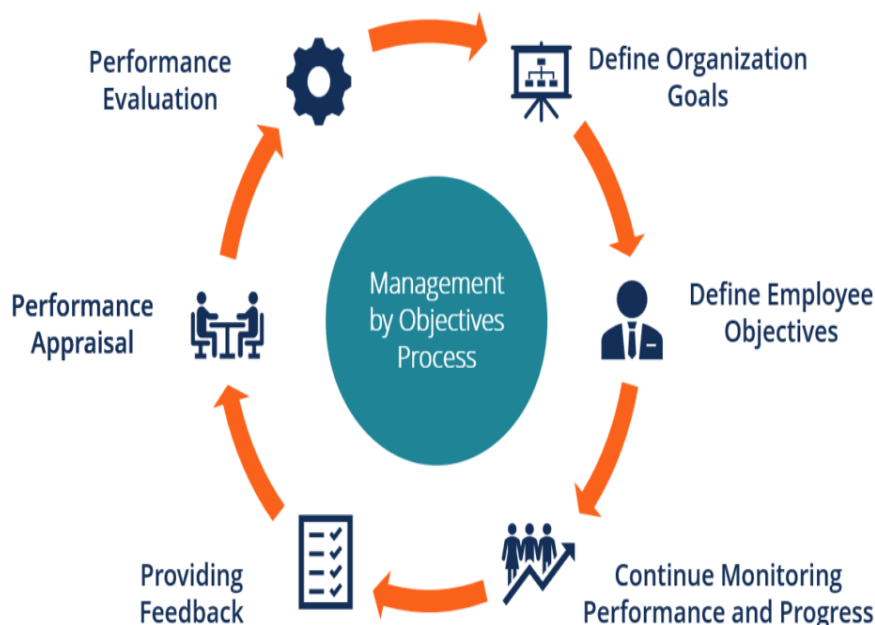 Performance
Evaluation
Define Organization
Goals
Management
by Objectives
Process
Define Employee
Objectives
Continue Monitoring
Performance and Progress
Providing
Feedback
Performance
Appraisal